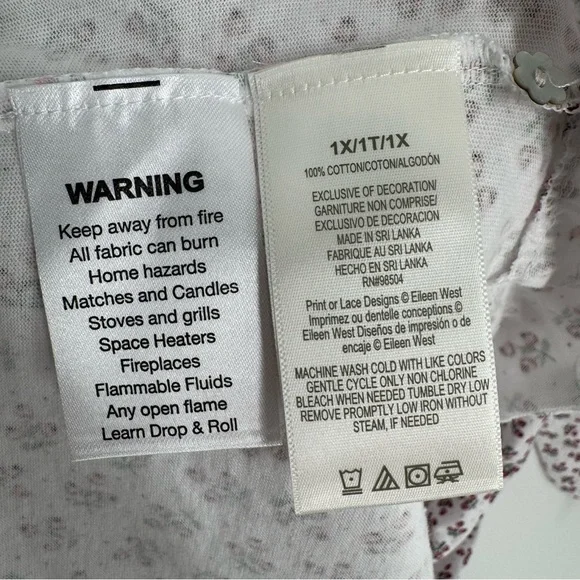 WARNING
Keep away from fire
All fabric can burn
Home hazards
Matches and Candles
Stoves and grills
Space Heaters
Fireplaces
Flammable Fluids
Any open flame
Learn Drop & Roll
1X/1T/1X
100% COTTON/COTON/ALGODÓN
EXCLUSIVE OF DECORATION/
GARNITURE NON COMPRISE/
EXCLUSIVO DE DECORACION
MADE IN SRI LANKA
FABRIQUE AU SRI LANKA
HECHO EN SRI LANKA
RN#98504
Print or Lace Designs © Eileen West
Imprimez ou dentelle conceptions ©
Eileen West Diseños de impresión o de
encaje © Eileen West
MACHINE WASH COLD WITH LIKE COLORS
GENTLE CYCLE ONLY NON CHLORINE
BLEACH WHEN NEEDED TUMBLE DRY LOW
REMOVE PROMPTLY LOW IRON WITHOUT
STEAM, IF NEEDED